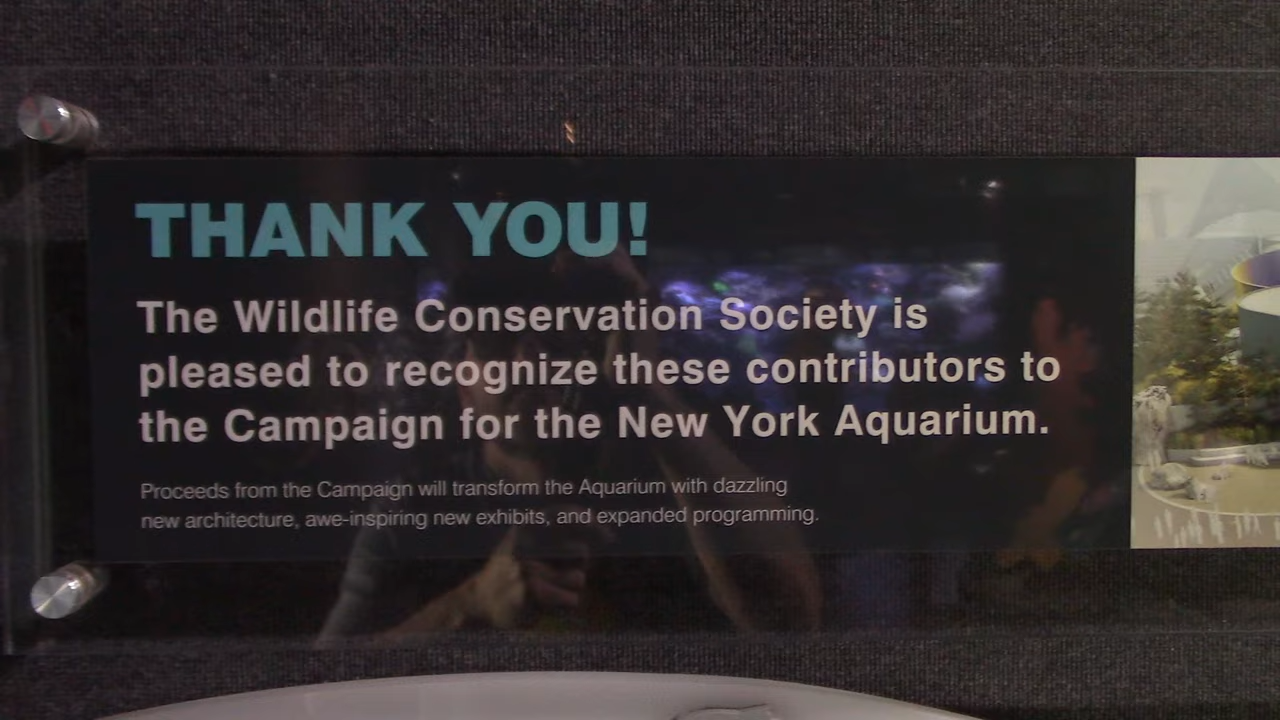 THANK YOU!
The Wildlife Conservation Society is
pleased to recognize these contributors to
the Campaign for the New York Aquarium.
Proceeds from the Campaign will transform the Aquarium with dazzling
new architecture, awe-inspiring new exhibits, and expanded programming.